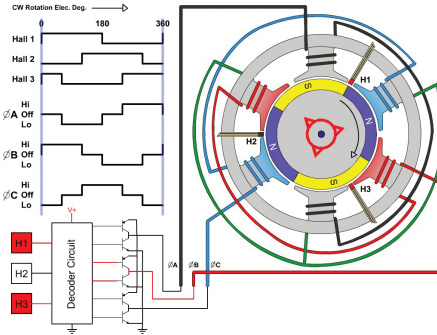 CW Rotation Elec. Deg.
0 180 360
Hall 1
Hall 2
Hall 3
Hi
ØA Off
Lo
Hi
ØB Off
Lo
Hi
ØC Off
Lo
V+
H1
H2
H3
Decoder Circuit
ØA ØB ØC
H1
H2
H3
S
N
N
S